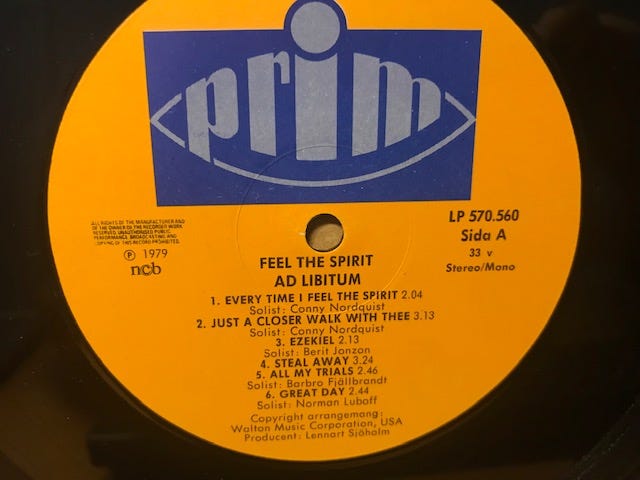 prim
ALL RIGHTS OF THE MANUFACTURER AND
OF THE OWNER OF THE RECORDED WORK
RESERVED. UNAUTHORISED PUBLIC
PERFORMANCE, BROADCASTING AND
COPYING OF THIS RECORD PROHIBITED.
Ⓟ 1979
ncb
LP 570.560
Sida A
33 v
Stereo/Mono
FEEL THE SPIRIT
AD LIBITUM
1. EVERY TIME I FEEL THE SPIRIT 2.04
Solist: Conny Nordquist
2. JUST A CLOSER WALK WITH THEE 3.13
Solist: Conny Nordquist
3. EZEKIEL 2.13
Solist: Berit Janzon
4. STEAL AWAY 3.24
5. ALL MY TRIALS 2.46
Solist: Barbro Fjällbrandt
6. GREAT DAY 2.44
Solist: Norman Luboff
Copyright arrangemang:
Walton Music Corporation, USA
Producent: Lennart Sjöholm